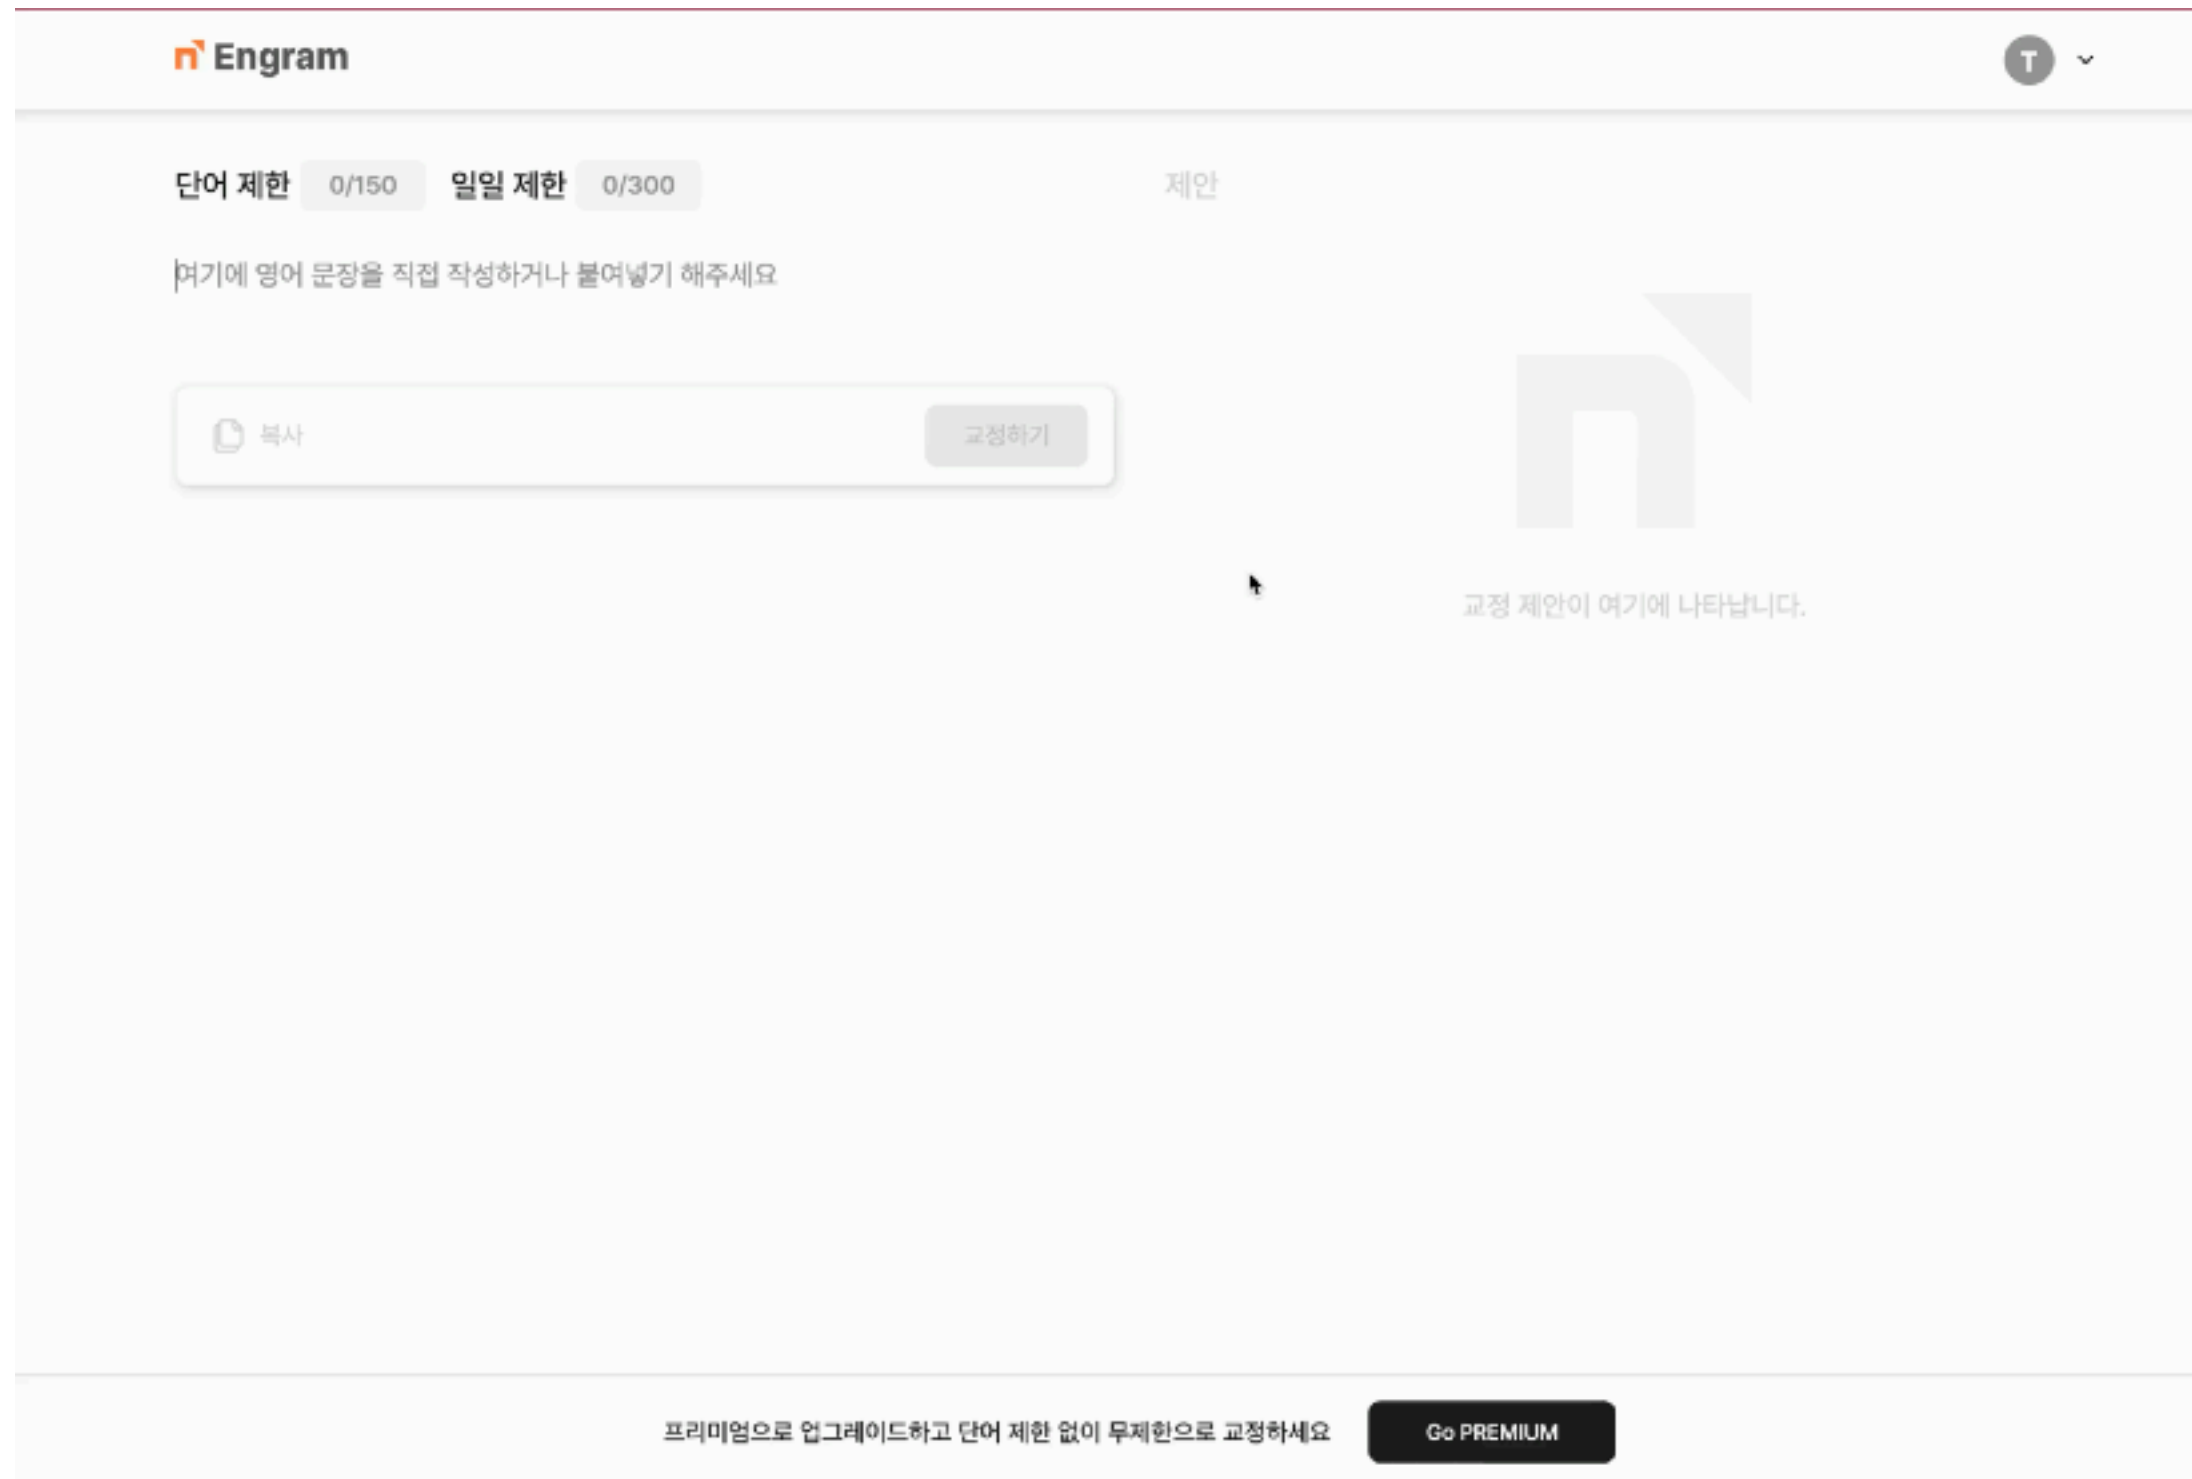 Engram
T
단어 제한 0/150 일일 제한 0/300
제안
여기에 영어 문장을 직접 작성하거나 붙여넣기 해주세요
복사
교정하기
교정 제안이 여기에 나타납니다.
프리미엄으로 업그레이드하고 단어 제한 없이 무제한으로 교정하세요
Go PREMIUM